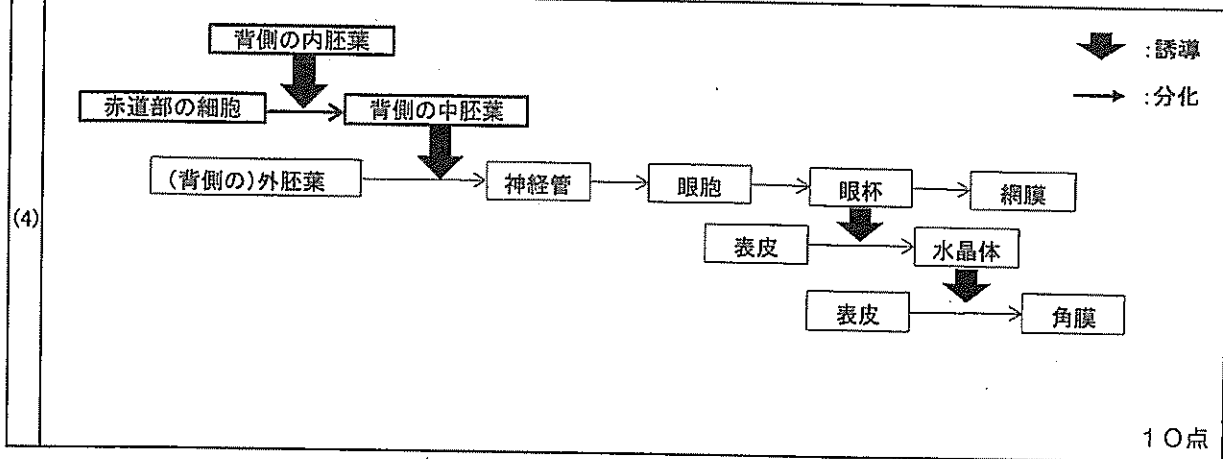 背側の内胚葉
:誘導
赤道部の細胞
背側の中胚葉
:分化
(背側の)外胚葉
神経管
眼胞
眼杯
網膜
(4)
表皮
水晶体
表皮
角膜
10点